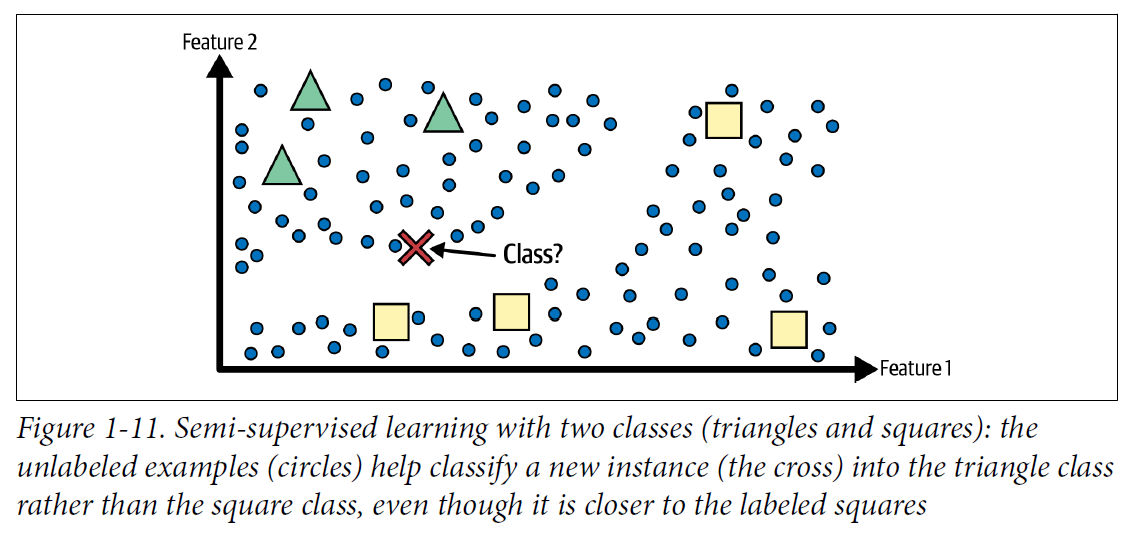 Feature 2
Class?
Feature 1
Figure 1-11. Semi-supervised learning with two classes (triangles and squares): the
unlabeled examples (circles) help classify a new instance (the cross) into the triangle class
rather than the square class, even though it is closer to the labeled squares